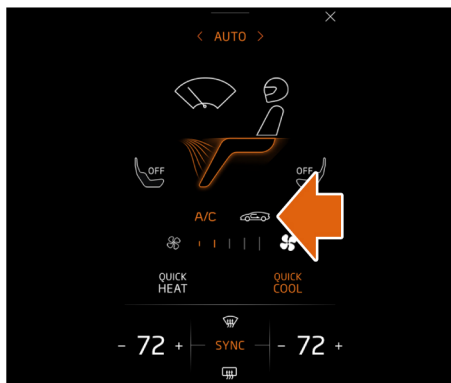 < AUTO >
OFF
OFF
A/C
QUICK
HEAT
QUICK
COOL
- 72 +
SYNC
- 72 +